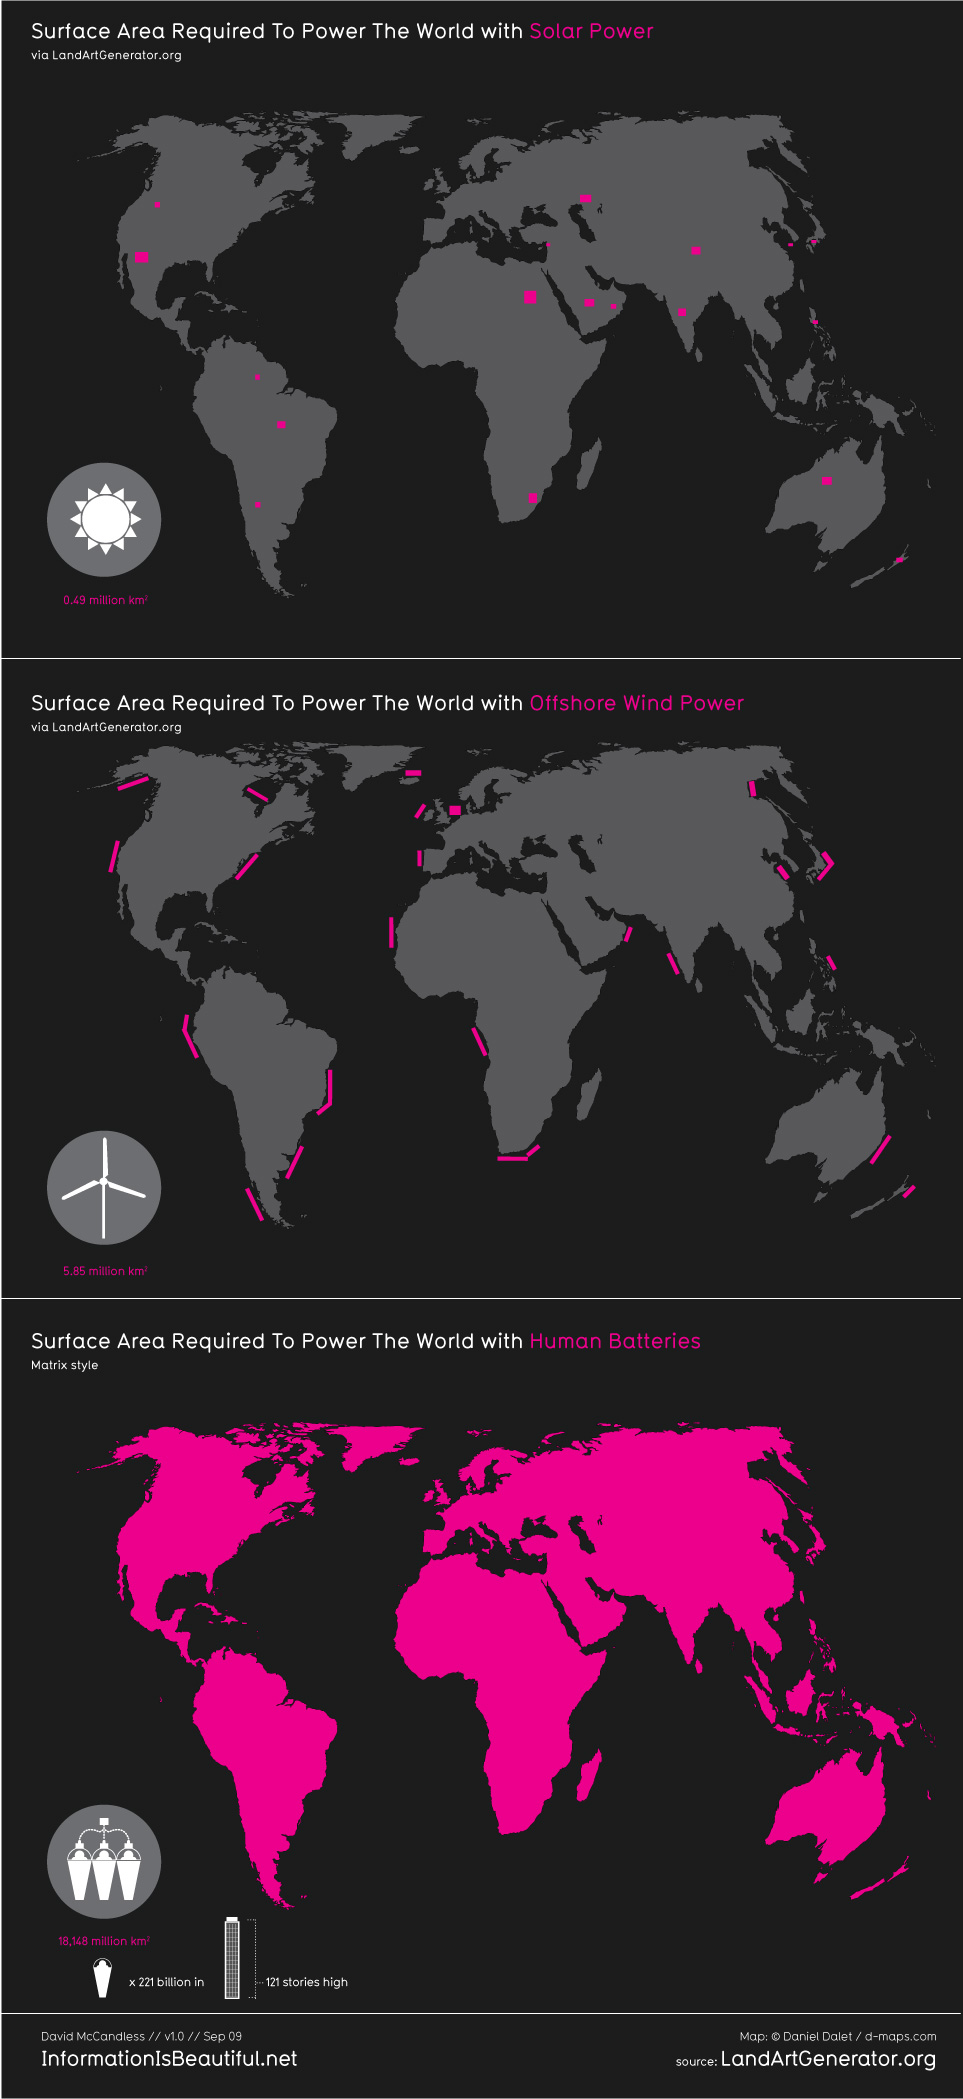 Surface Area Required To Power The World with Solar Power
via LandArtGenerator.org
0.49 million km²
Surface Area Required To Power The World with Offshore Wind Power
via LandArtGenerator.org
5.85 million km²
Surface Area Required To Power The World with Human Batteries
Matrix style
18,148 million km²
x 221 billion in
121 stories high
David McCandless // v1.0 // Sep 09
InformationIsBeautiful.net
Map: © Daniel Dalet / d-maps.com
source: LandArtGenerator.org